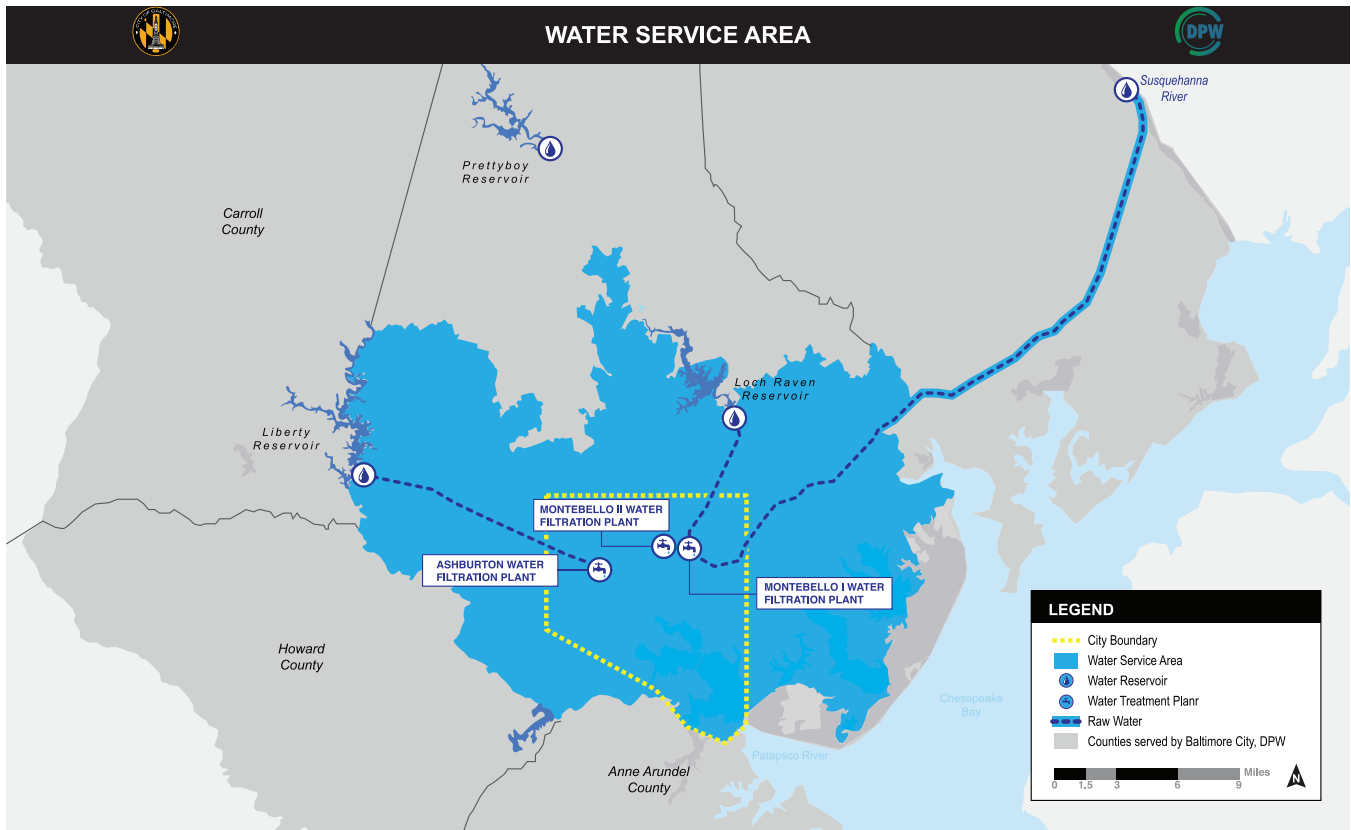 CITY OF BALTIMORE
WATER SERVICE AREA
DPW
Susquehanna
River
Prettyboy
Reservoir
Carroll
County
Loch Raven
Reservoir
Liberty
Reservoir
MONTEBELLO II WATER
FILTRATION PLANT
ASHBURTON WATER
FILTRATION PLANT
MONTEBELLO I WATER
FILTRATION PLANT
Howard
County
Chesapeake
Bay
Patapsco River
Anne Arundel
County
LEGEND
City Boundary
Water Service Area
Water Reservoir
Water Treatment Planr
Raw Water
Counties served by Baltimore City, DPW
Miles
0 1.5 3 6 9
N